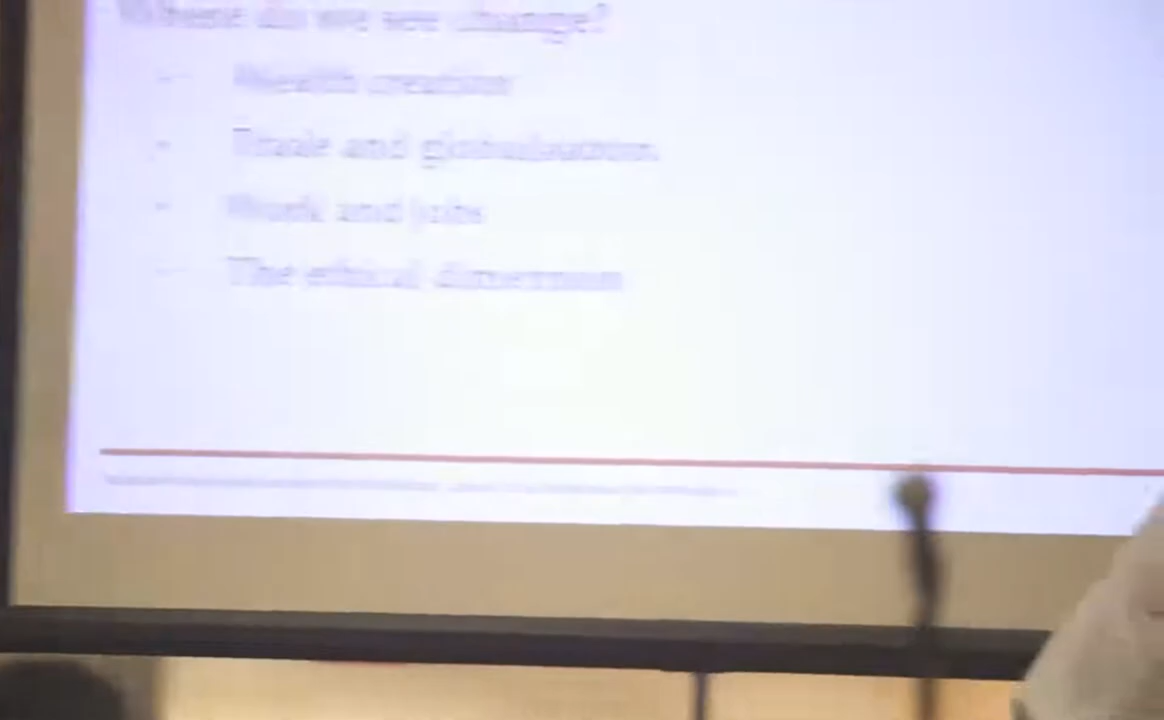 Where do we see change?
- Wealth creation
- Trade and globalisation
- Work and jobs
- The ethical dimension